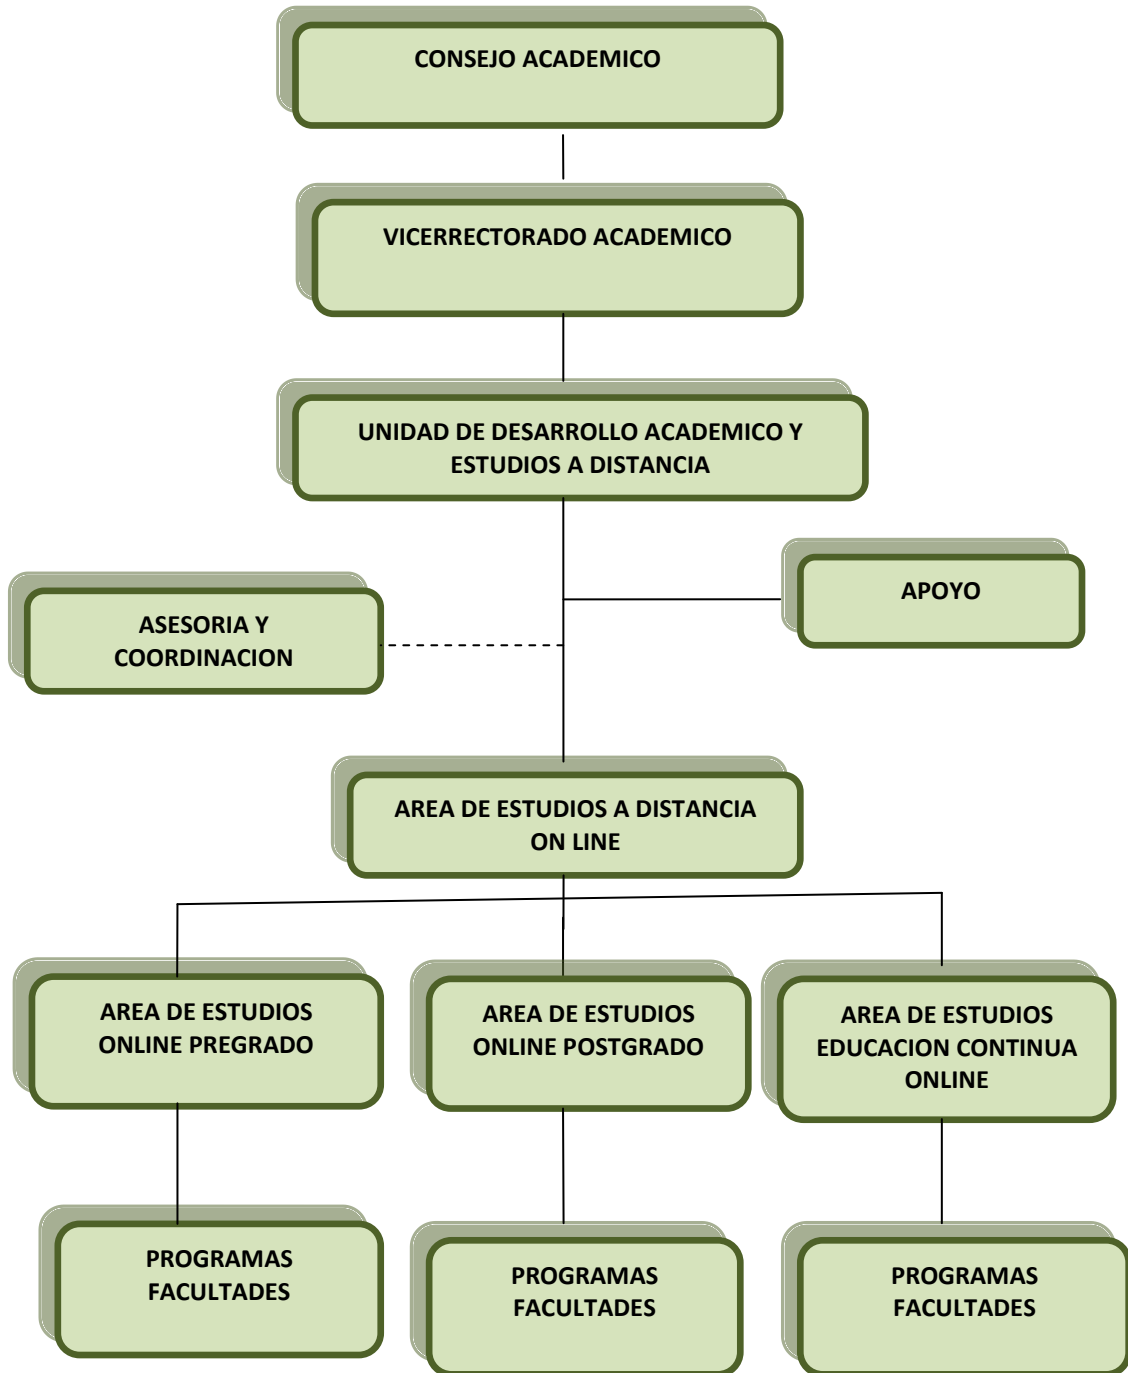 CONSEJO ACADEMICO
VICERRECTORADO ACADEMICO
UNIDAD DE DESARROLLO ACADEMICO Y
ESTUDIOS A DISTANCIA
APOYO
ASESORIA Y
COORDINACION
AREA DE ESTUDIOS A DISTANCIA
ON LINE
AREA DE ESTUDIOS
ONLINE PREGRADO
AREA DE ESTUDIOS
ONLINE POSTGRADO
AREA DE ESTUDIOS
EDUCACION CONTINUA
ONLINE
PROGRAMAS
FACULTADES
PROGRAMAS
FACULTADES
PROGRAMAS
FACULTADES